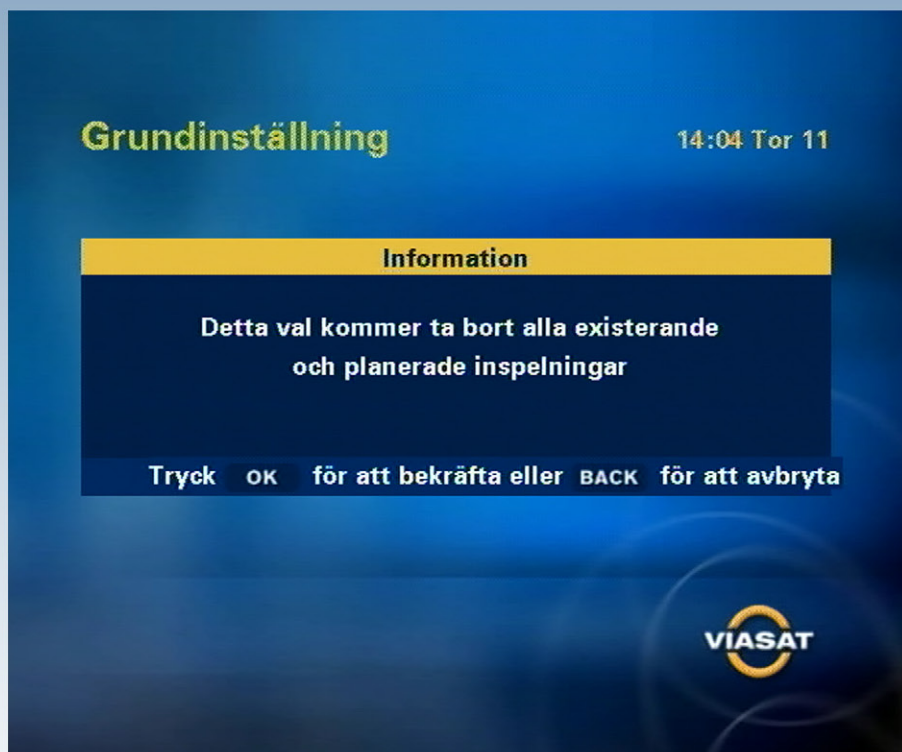 Grundinställning
14:04 Tor 11
Information
Detta val kommer ta bort alla existerande
och planerade inspelningar
Tryck OK för att bekräfta eller BACK för att avbryta
VIASAT